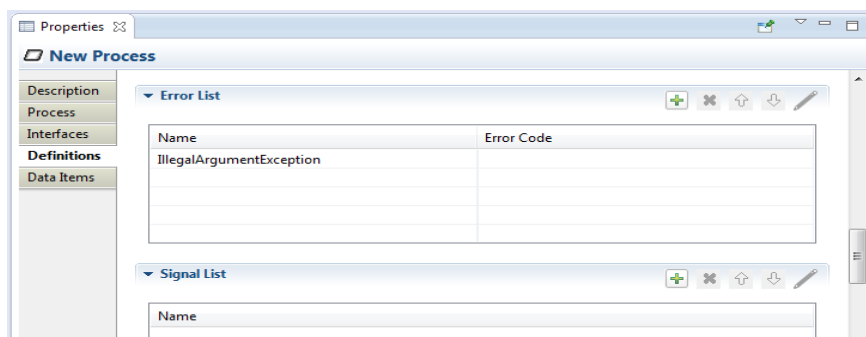 Properties
New Process
Description
Process
Interfaces
Definitions
Data Items
Error List
Name Error Code
IllegalArgumentException
Signal List
Name